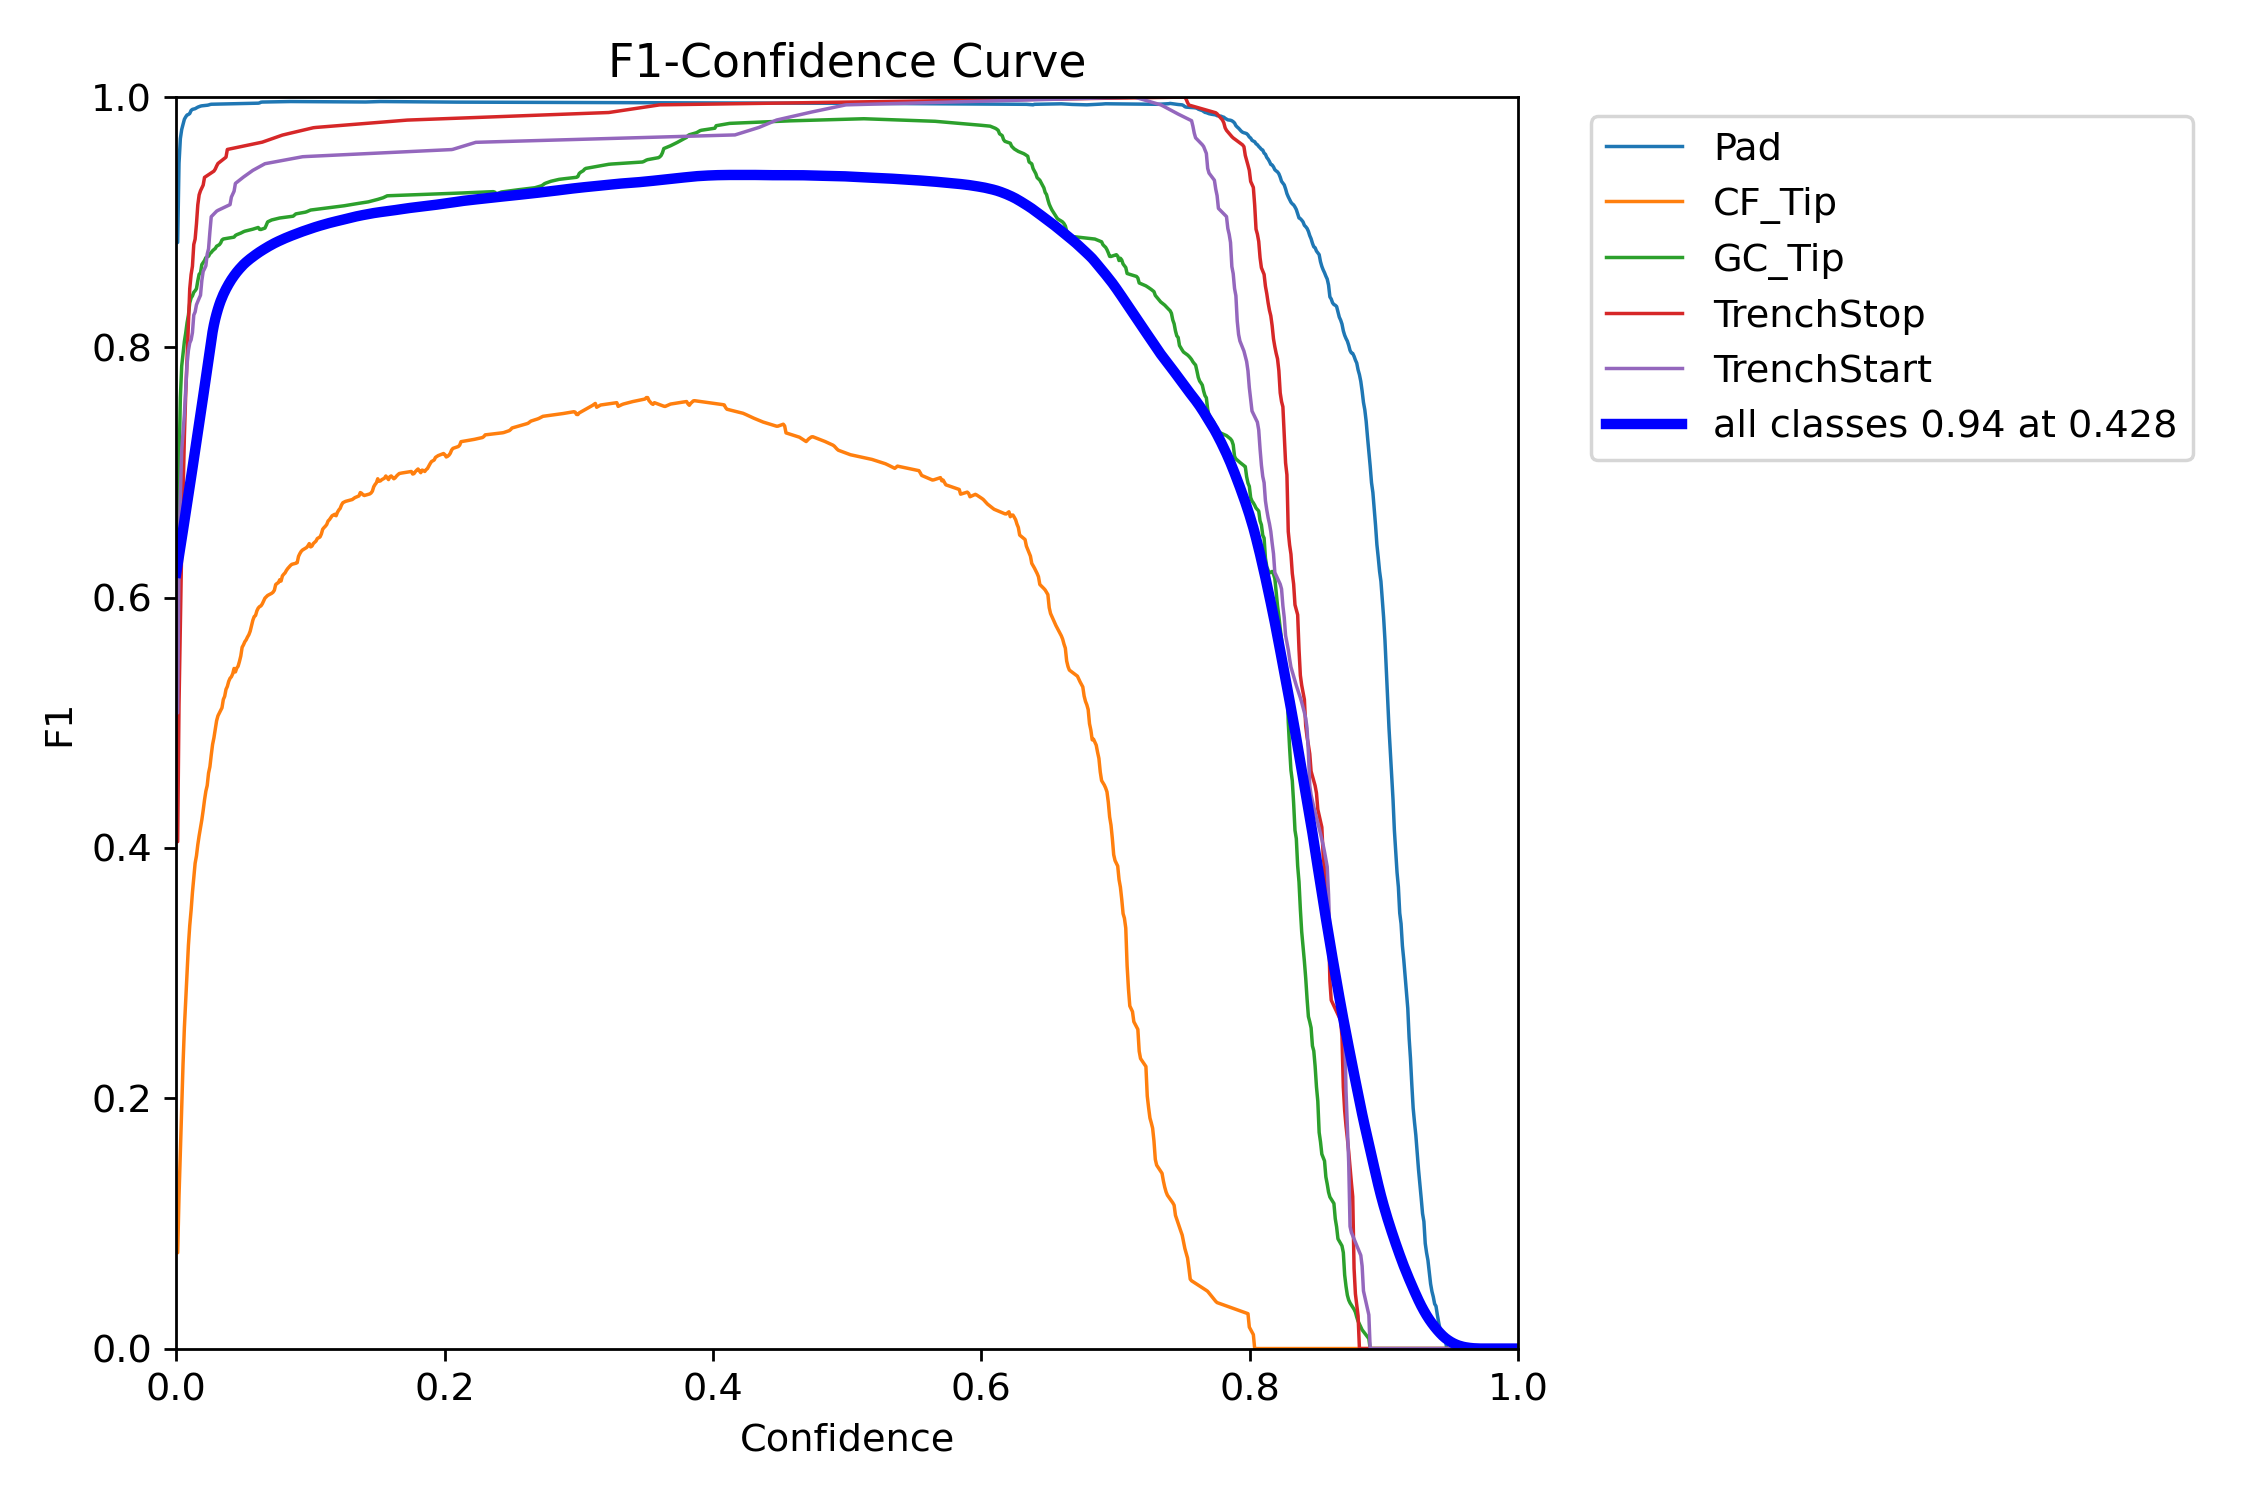 F1-Confidence Curve
1.0
0.8
0.6
0.4
0.2
0.0
F1
0.0 0.2 0.4 0.6 0.8 1.0
Confidence
Pad
CF_Tip
GC_Tip
TrenchStop
TrenchStart
all classes 0.94 at 0.428